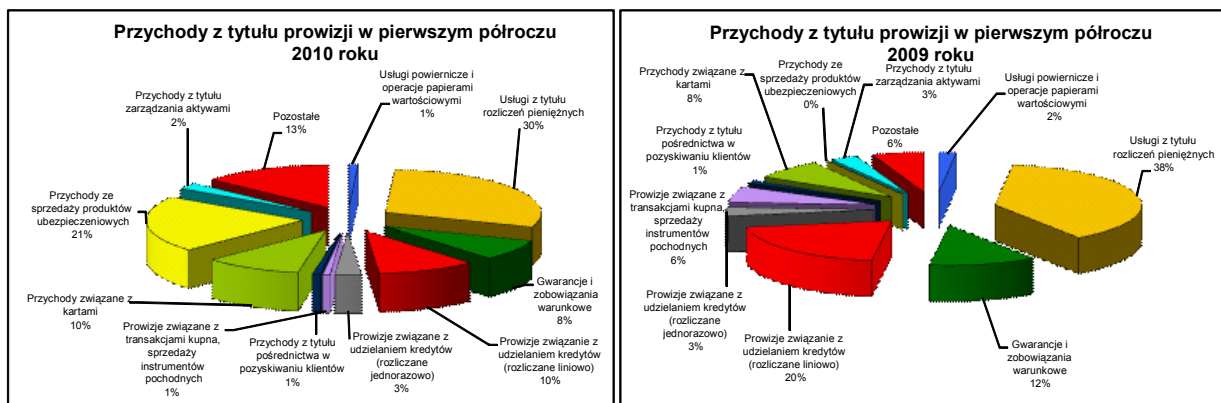 Przychody z tytułu prowizji w pierwszym półroczu
2010 roku
Usługi powiernicze i
operacje papierami
wartościowymi
1%
Usługi z tytułu
rozliczeń pieniężnych
30%
Gwarancje i
zobowiązania
warunkowe
8%
Prowizje związanie z
udzielaniem kredytów
(rozliczane liniowo)
10%
Prowizje związane z
udzielaniem kredytów
(rozliczane
jednorazowo)
3%
Przychody z tytułu
pośrednictwa w
pozyskiwaniu klientów
1%
Prowizje związane z
transakcjami kupna,
sprzedaży
instrumentów
pochodnych
1%
Przychody związane z
kartami
10%
Przychody ze
sprzedaży produktów
ubezpieczeniowych
21%
Przychody z tytułu
zarządzania aktywami
2%
Pozostałe
13%
Przychody z tytułu prowizji w pierwszym półroczu
2009 roku
Usługi powiernicze i
operacje papierami
wartościowymi
2%
Usługi z tytułu
rozliczeń pieniężnych
38%
Gwarancje i
zobowiązania
warunkowe
12%
Prowizje związanie z
udzielaniem kredytów
(rozliczane liniowo)
20%
Prowizje związane z
udzielaniem kredytów
(rozliczane
jednorazowo)
3%
Prowizje związane z
transakcjami kupna,
sprzedaży
instrumentów
pochodnych
6%
Przychody z tytułu
pośrednictwa w
pozyskiwaniu klientów
1%
Przychody związane z
kartami
8%
Przychody ze
sprzedaży produktów
ubezpieczeniowych
0%
Przychody z tytułu
zarządzania aktywami
3%
Pozostałe
6%